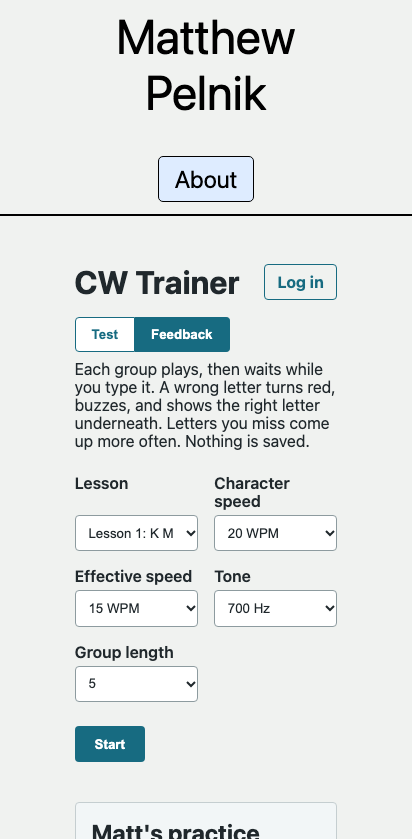 Matthew
Pelnik
About
CW Trainer
Log in
Test
Feedback
Each group plays, then waits while
you type it. A wrong letter turns red,
buzzes, and shows the right letter
underneath. Letters you miss come
up more often. Nothing is saved.
Lesson
Character
speed
Lesson 1: K M
20 WPM
Effective speed
Tone
15 WPM
700 Hz
Group length
5
Start
Matt's practice